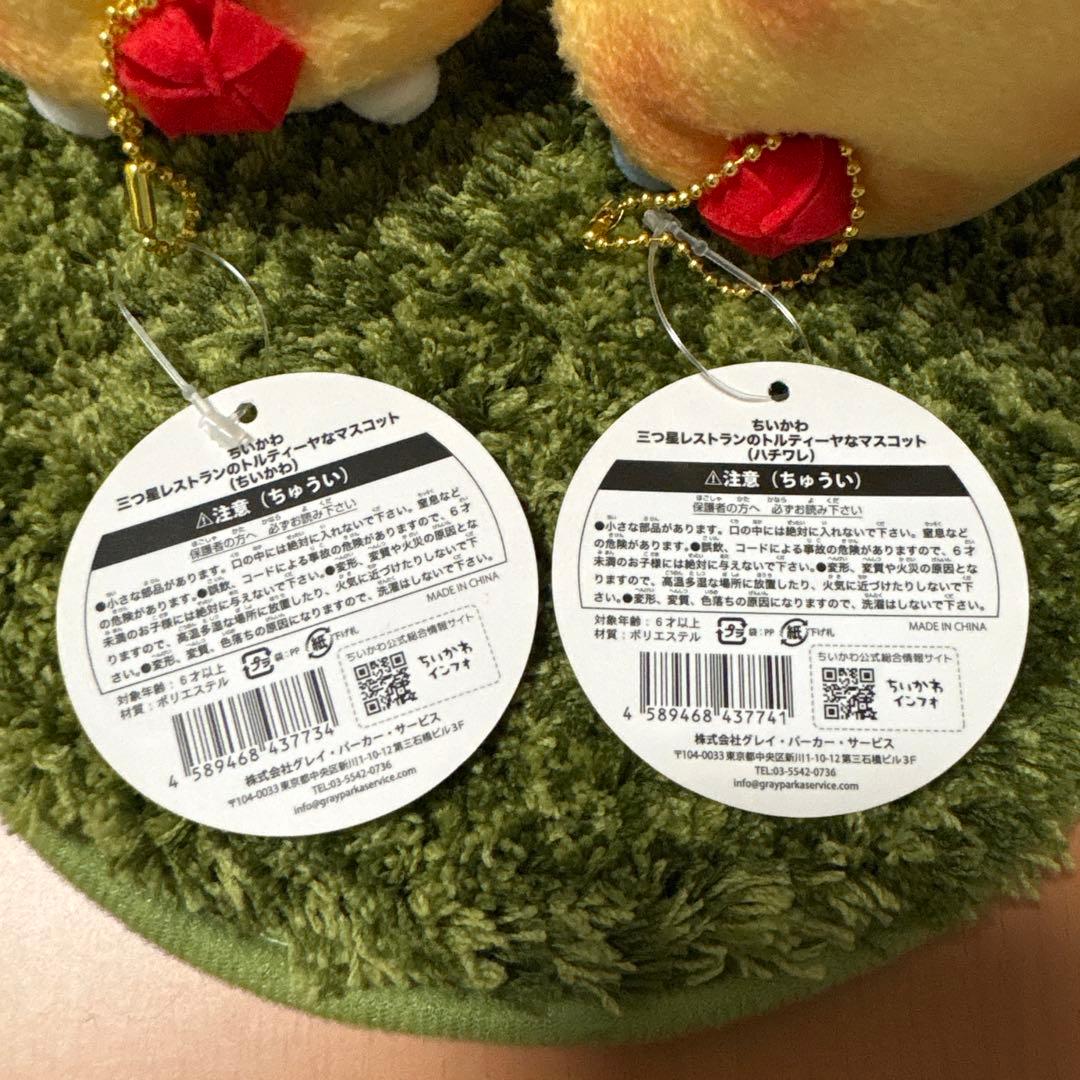 ちいかわ
三つ星レストランのトルティーヤなマスコット
(ちいかわ)
⚠注意（ちゅうい）
保護者の方へ 必ずお読み下さい
●小さな部品があります。口の中には絶対に入れないで下さい。窒息など
の危険があります。●誤飲、コードによる事故の危険がありますので、6才
未満のお子様には絶対に与えないで下さい。●変形、変質や火災の原因とな
りますので、高温多湿な場所に放置したり、火気に近づけたりしないで下
さい。●変形、変質、色落ちの原因になりますので、洗濯はしないで下さい。
対象年齢：6才以上
MADE IN CHINA
材質：ポリエステル
プラ 袋：PP 紙 下げ札
ちいかわ公式総合情報サイト
ちいかわ
インフォ
4 589468 437734
株式会社グレイ・パーカー・サービス
〒104-0033 東京都中央区新川1-10-12 第三石橋ビル3F
TEL:03-5542-0736
info@grayparkaservice.com
ちいかわ
三つ星レストランのトルティーヤなマスコット
(ハチワレ)
⚠注意（ちゅうい）
保護者の方へ 必ずお読み下さい
●小さな部品があります。口の中には絶対に入れないで下さい。窒息など
の危険があります。●誤飲、コードによる事故の危険がありますので、6才
未満のお子様には絶対に与えないで下さい。●変形、変質や火災の原因とな
りますので、高温多湿な場所に放置したり、火気に近づけたりしないで下
さい。●変形、変質、色落ちの原因になりますので、洗濯はしないで下さい。
対象年齢：6才以上
MADE IN CHINA
材質：ポリエステル
プラ 袋：PP 紙 下げ札
ちいかわ公式総合情報サイト
ちいかわ
インフォ
4 589468 437741
株式会社グレイ・パーカー・サービス
〒104-0033 東京都中央区新川1-10-12 第三石橋ビル3F
TEL:03-5542-0736
info@grayparkaservice.com